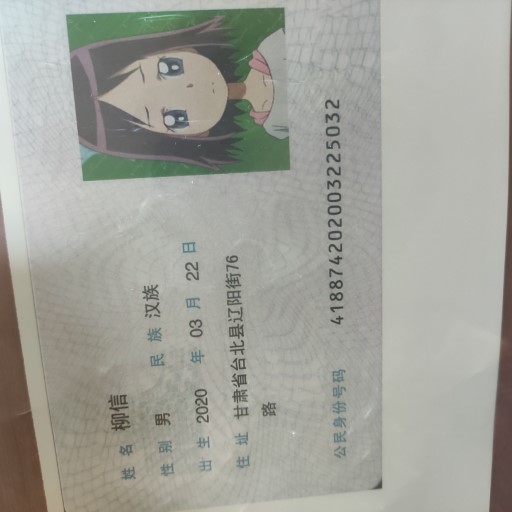 姓名 柳信
性别 男 民族 汉族
出生 2020 年 03 月 22 日
住址 甘肃省台北县辽阳街76
路
公民身份号码 418874202003225032